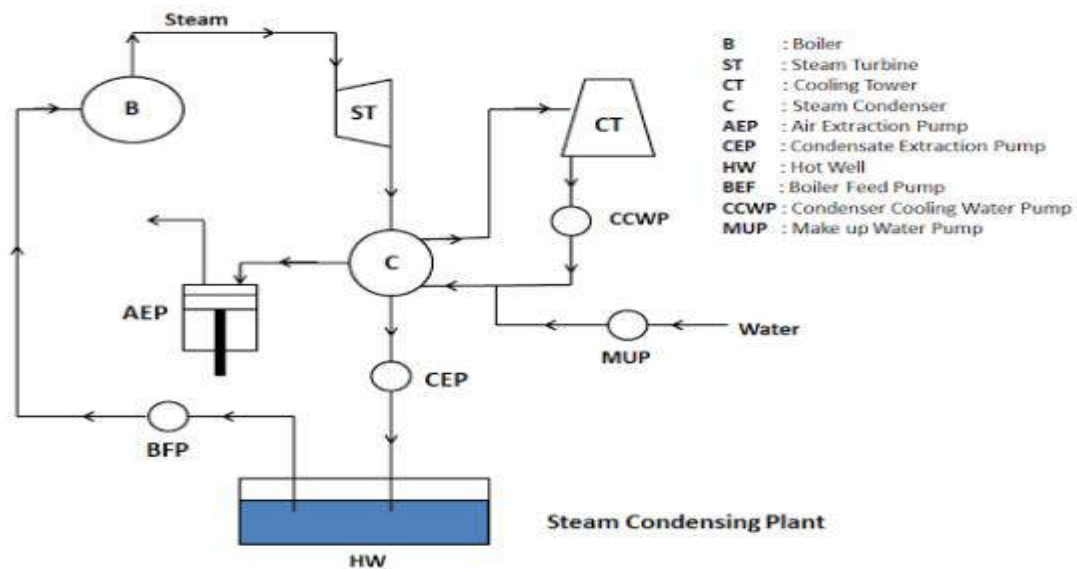 Steam
B
ST
CT
CCWP
C
AEP
Water
MUP
CEP
BFP
HW
Steam Condensing Plant
B : Boiler
ST : Steam Turbine
CT : Cooling Tower
C : Steam Condenser
AEP : Air Extraction Pump
CEP : Condensate Extraction Pump
HW : Hot Well
BEF : Boiler Feed Pump
CCWP : Condenser Cooling Water Pump
MUP : Make up Water Pump